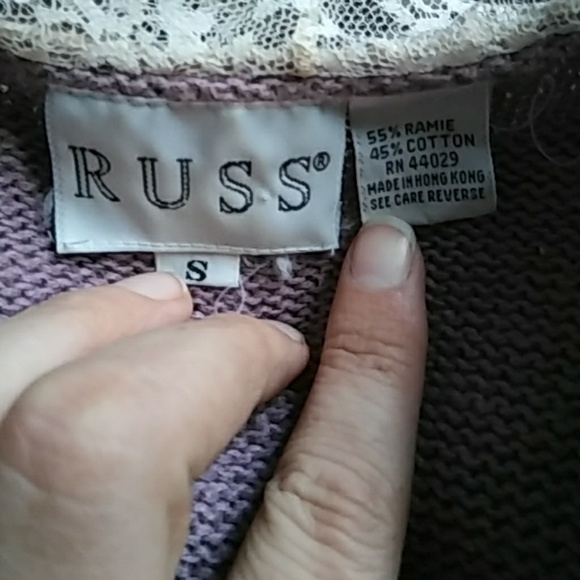 RUSS®
S
55% RAMIE
45% COTTON
RN 44029
MADE IN HONG KONG
SEE CARE REVERSE